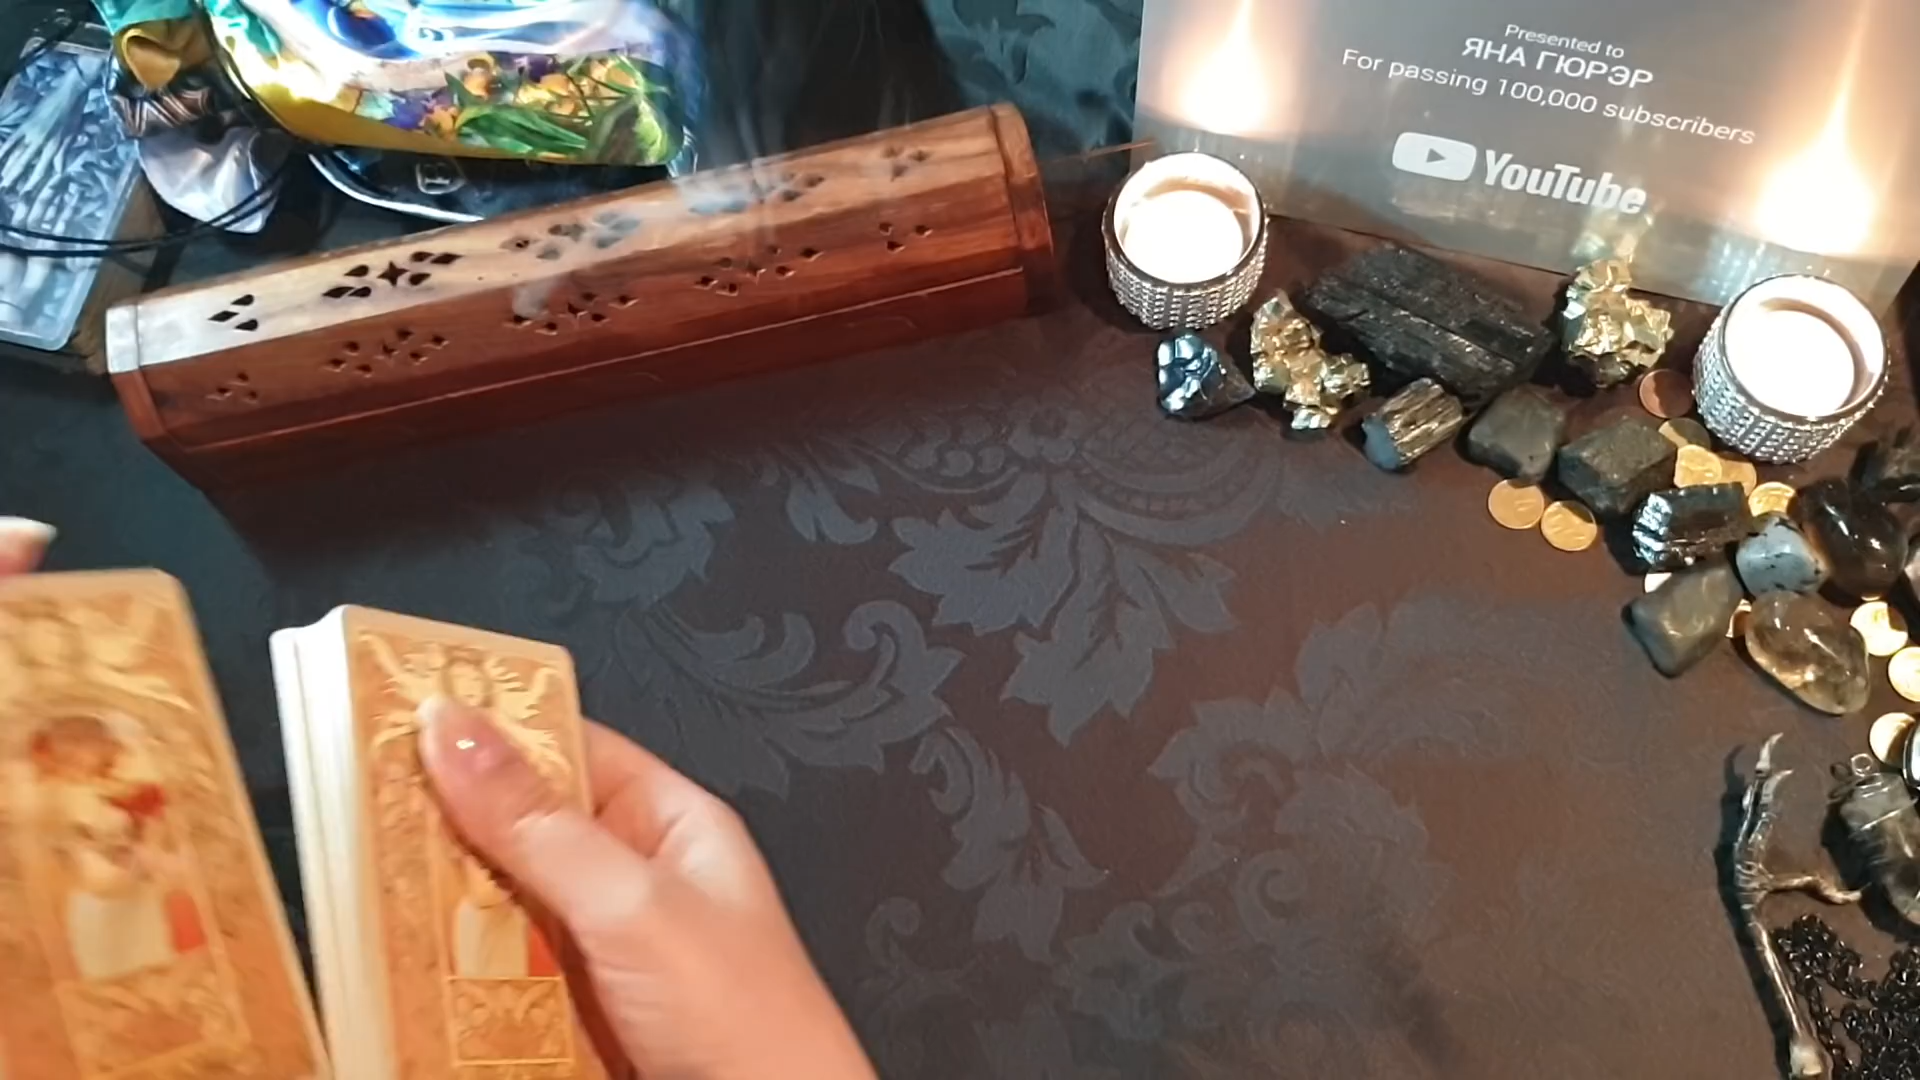 Presented to
ЯНА ГЮРЭР
For passing 100,000 subscribers
YouTube